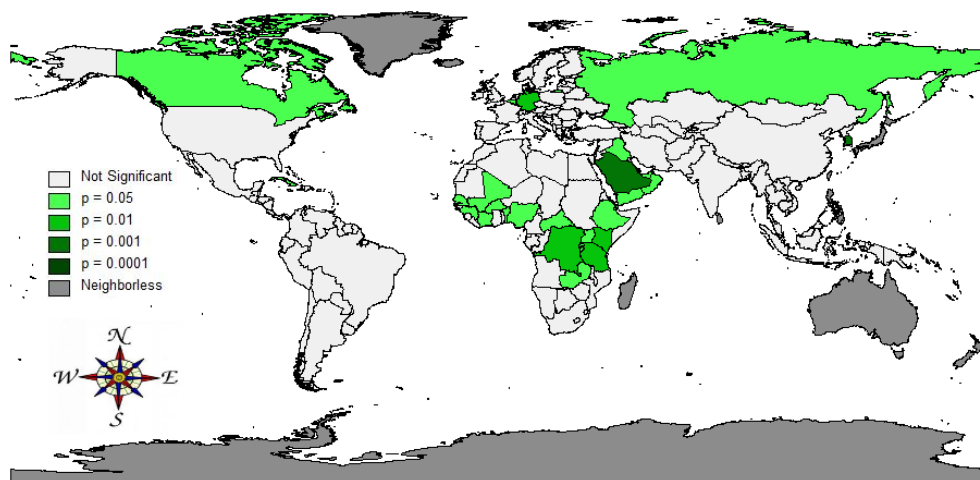 Not Significant
p = 0.05
p = 0.01
p = 0.001
p = 0.0001
Neighborless
N
W E
S